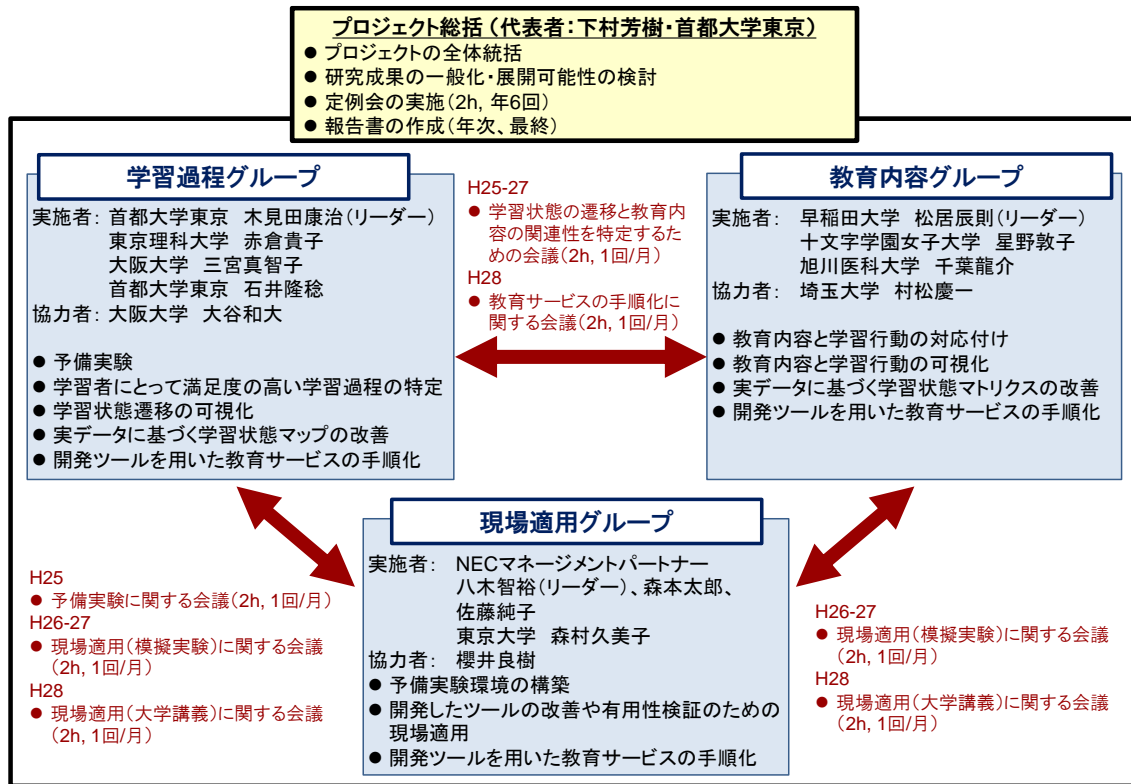 プロジェクト総括(代表者:下村芳樹・首都大学東京)
● プロジェクトの全体統括
● 研究成果の一般化・展開可能性の検討
● 定例会の実施(2h, 年6回)
● 報告書の作成(年次、最終)
学習過程グループ
実施者: 首都大学東京 木見田康治(リーダー)
東京理科大学 赤倉貴子
大阪大学 三宮真智子
首都大学東京 石井隆稔
協力者: 大阪大学 大谷和大
● 予備実験
● 学習者にとって満足度の高い学習過程の特定
● 学習状態遷移の可視化
● 実データに基づく学習状態マップの改善
● 開発ツールを用いた教育サービスの手順化
H25-27
● 学習状態の遷移と教育内
容の関連性を特定するた
めの会議(2h, 1回/月)
H28
● 教育サービスの手順化に
関する会議(2h, 1回/月)
教育内容グループ
実施者: 早稲田大学 松居辰則(リーダー)
十文字学園女子大学 星野敦子
旭川医科大学 千葉龍介
協力者: 埼玉大学 村松慶一
● 教育内容と学習行動の対応付け
● 教育内容と学習行動の可視化
● 実データに基づく学習状態マトリクスの改善
● 開発ツールを用いた教育サービスの手順化
H25
● 予備実験に関する会議(2h, 1回/月)
H26-27
● 現場適用(模擬実験)に関する会議
(2h, 1回/月)
H28
● 現場適用(大学講義)に関する会議
(2h, 1回/月)
現場適用グループ
実施者: NECマネージメントパートナー
八木智裕(リーダー)、森本太郎、
佐藤純子
東京大学 森村久美子
協力者: 櫻井良樹
● 予備実験環境の構築
● 開発したツールの改善や有用性検証のための
現場適用
● 開発ツールを用いた教育サービスの手順化
H26-27
● 現場適用(模擬実験)に関する会議
(2h, 1回/月)
H28
● 現場適用(大学講義)に関する会議
(2h, 1回/月)